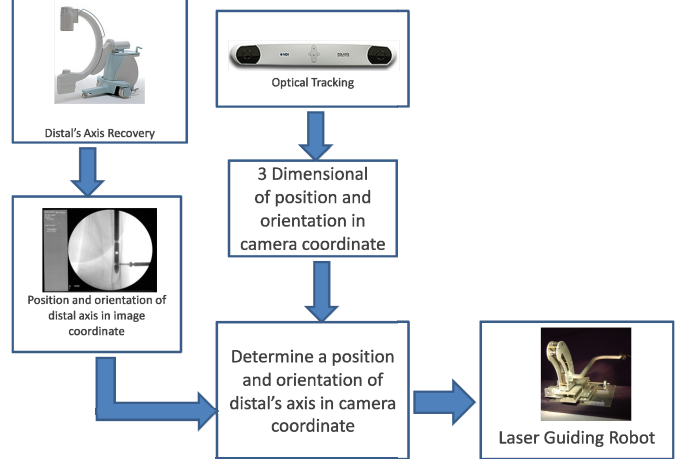 Distal's Axis Recovery
NDI
Optical Tracking
3 Dimensional
of position and
orientation in
camera coordinate
Position and orientation of
distal axis in image
coordinate
Determine a position
and orientation of
distal's axis in camera
coordinate
Laser Guiding Robot